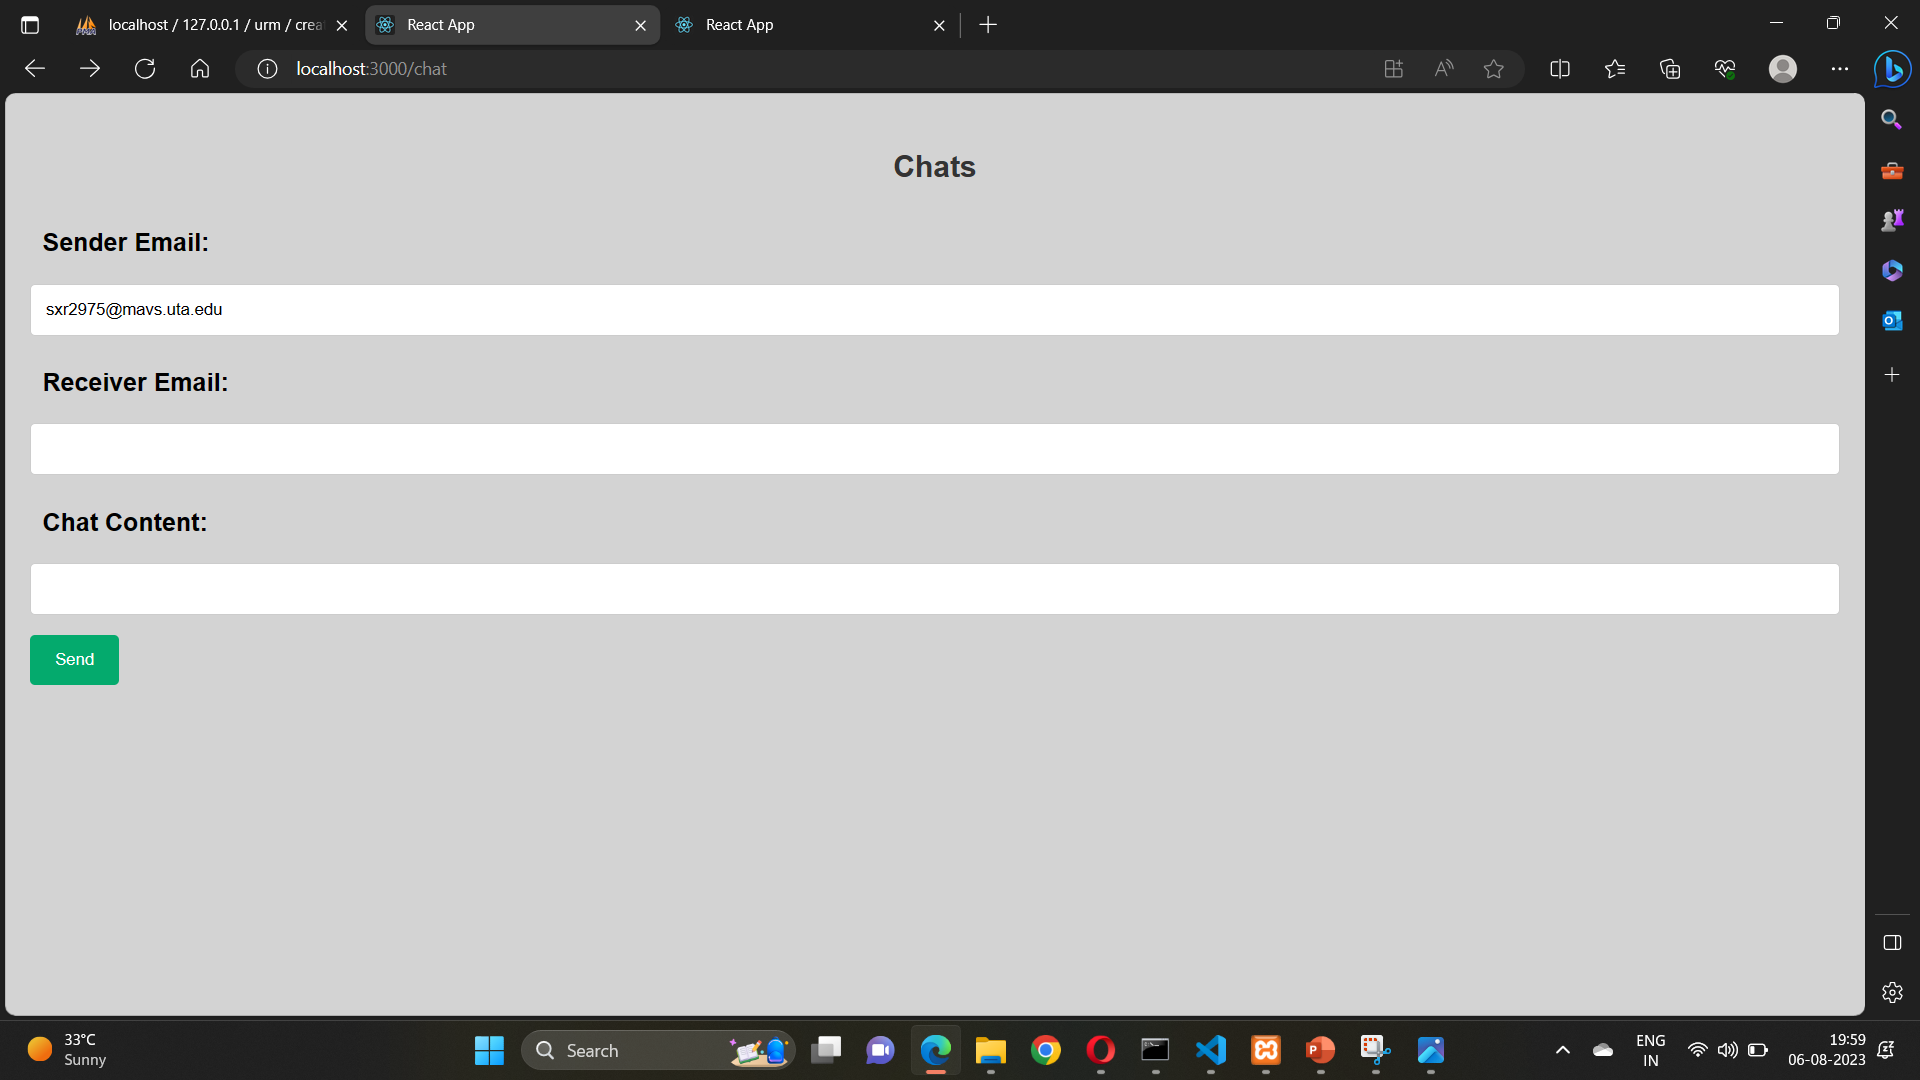 localhost / 127.0.0.1 / urm / crea
React App
React App
localhost:3000/chat
Chats
Sender Email:
sxr2975@mavs.uta.edu
Receiver Email:
Chat Content:
Send
33°C
Sunny
Search
ENG
IN
19:59
06-08-2023